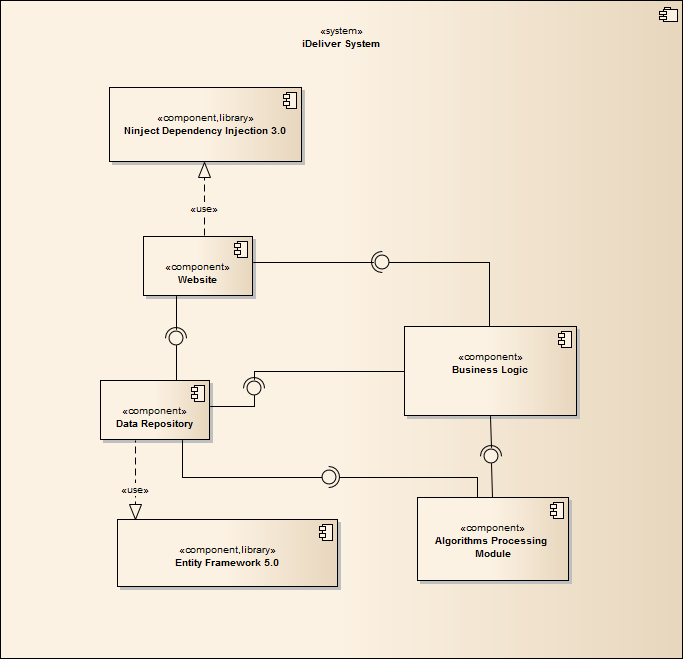 «system»
iDeliver System
«component,library»
Ninject Dependency Injection 3.0
«use»
«component»
Website
«component»
Business Logic
«component»
Data Repository
«use»
«component,library»
Entity Framework 5.0
«component»
Algorithms Processing
Module